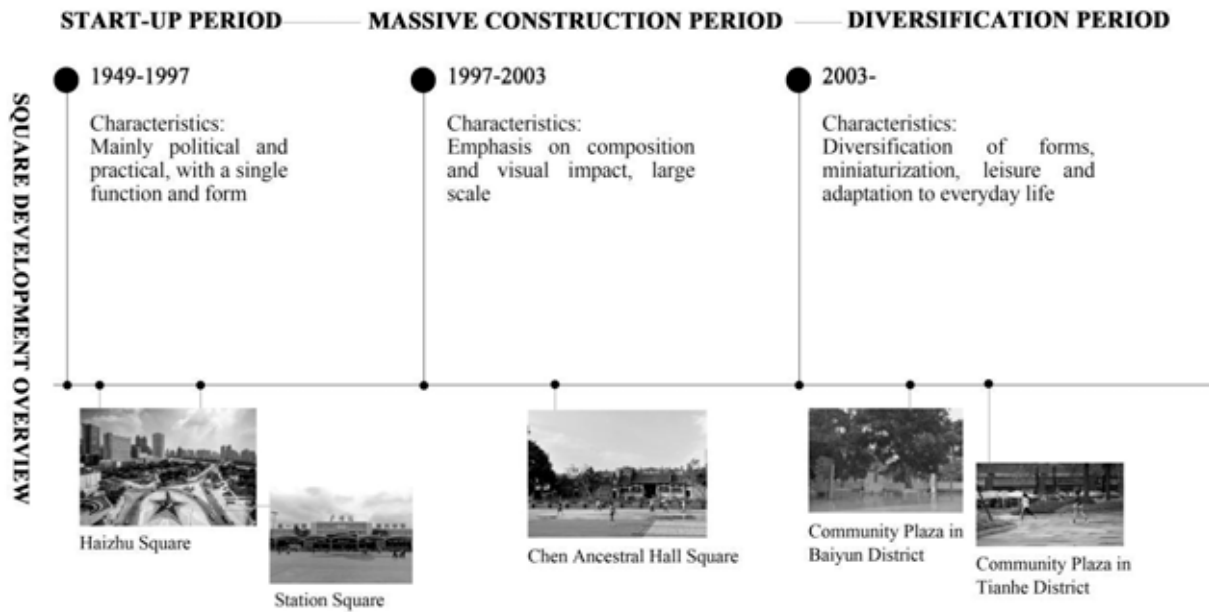 START-UP PERIOD
MASSIVE CONSTRUCTION PERIOD
DIVERSIFICATION PERIOD
SQUARE DEVELOPMENT OVERVIEW
1949-1997
Characteristics:
Mainly political and
practical, with a single
function and form
1997-2003
Characteristics:
Emphasis on composition
and visual impact, large
scale
2003-
Characteristics:
Diversification of forms,
miniaturization, leisure and
adaptation to everyday life
Haizhu Square
Station Square
Chen Ancestral Hall Square
Community Plaza in
Baiyun District
Community Plaza in
Tianhe District